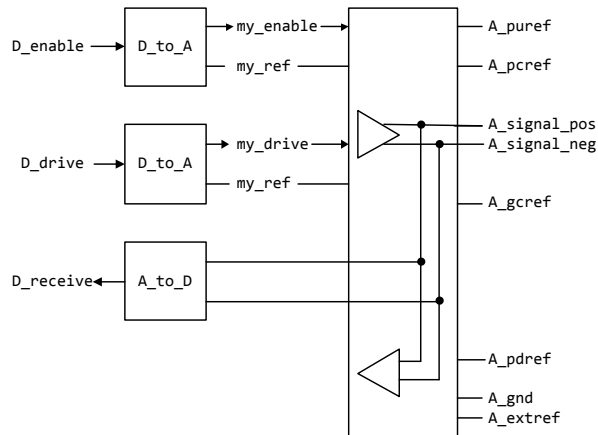 D_enable
D_to_A
my_enable
my_ref
A_puref
A_pcref
D_drive
D_to_A
my_drive
my_ref
A_signal_pos
A_signal_neg
A_gcref
D_receive
A_to_D
A_pdref
A_gnd
A_extref